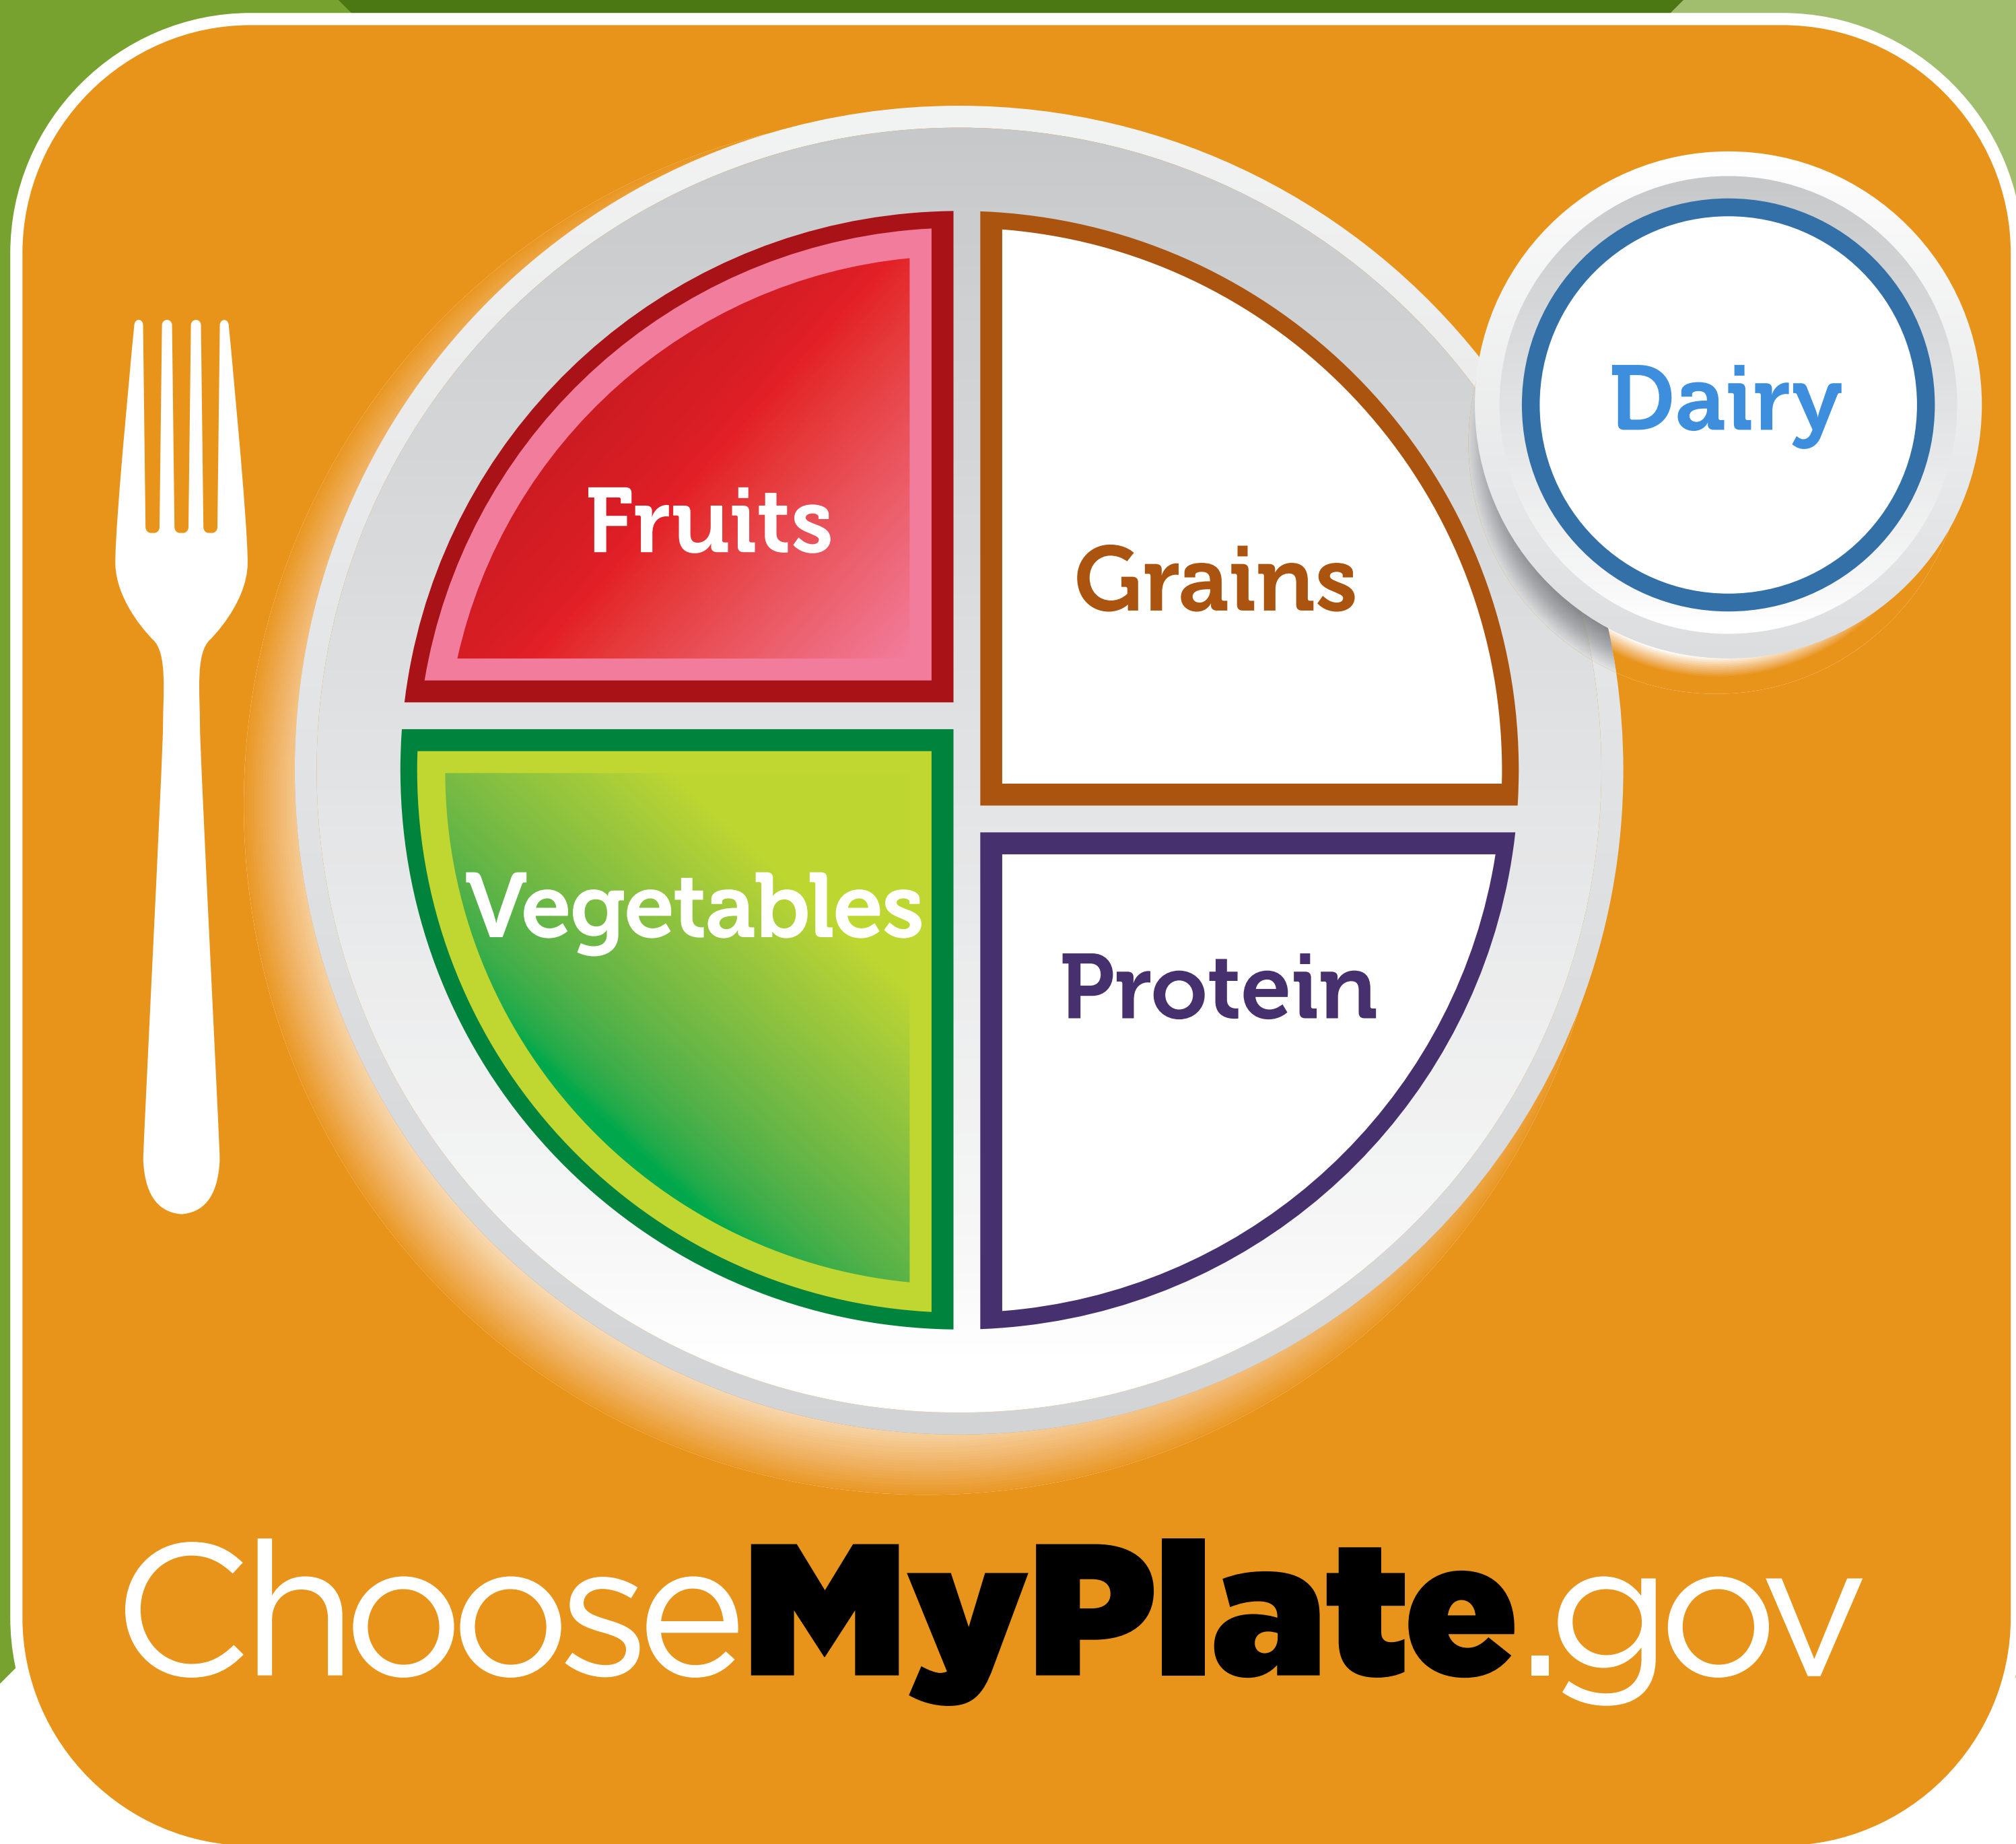 Dairy
Fruits
Grains
Vegetables
Protein
ChooseMyPlate.gov